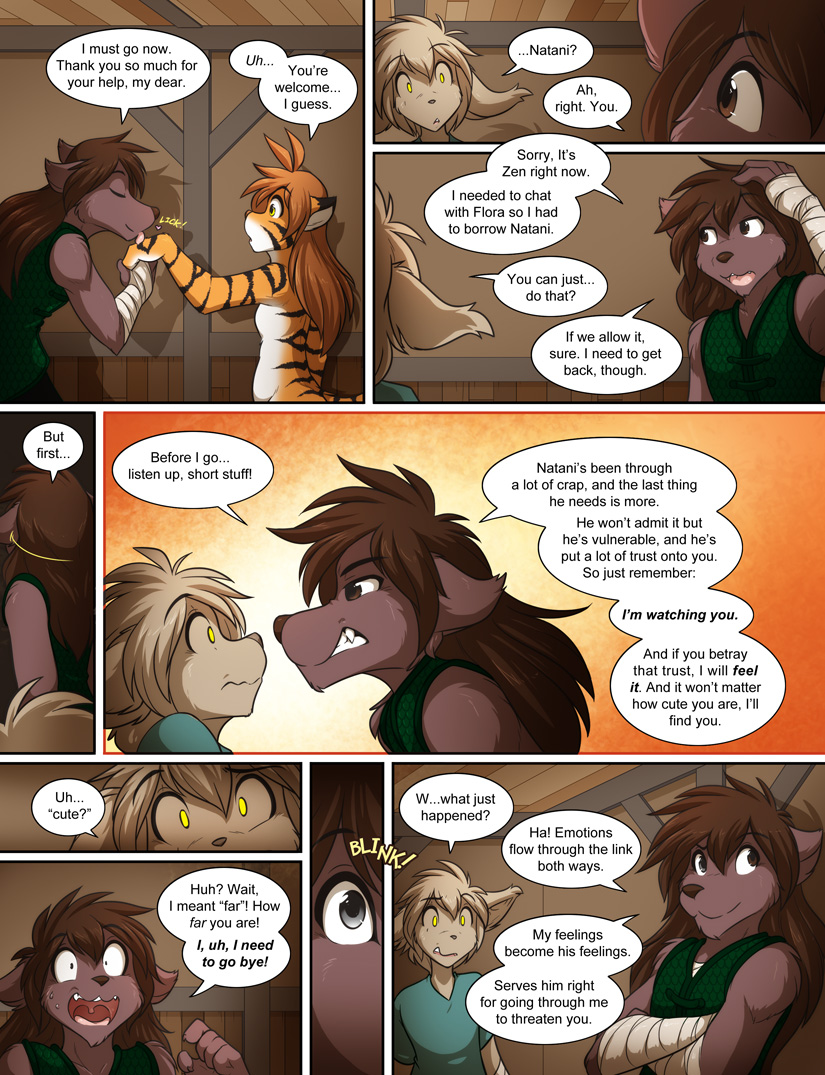 I must go now.
Thank you so much for
your help, my dear.
Uh...
You're
welcome...
I guess.
LICK!
...Natani?
Ah,
right. You.
Sorry, It's
Zen right now.
I needed to chat
with Flora so I had
to borrow Natani.
You can just...
do that?
If we allow it,
sure. I need to get
back, though.
But
first...
Before I go...
listen up, short stuff!
Natani's been through
a lot of crap, and the last thing
he needs is more.
He won't admit it but
he's vulnerable, and he's
put a lot of trust onto you.
So just remember:
I'm watching you.
And if you betray
that trust, I will feel
it. And it won't matter
how cute you are, I'll
find you.
Uh...
"cute?"
Huh? Wait,
I meant "far"! How
far you are!
I, uh, I need
to go bye!
BLINK!
W...what just
happened?
Ha! Emotions
flow through the link
both ways.
My feelings
become his feelings.
Serves him right
for going through me
to threaten you.